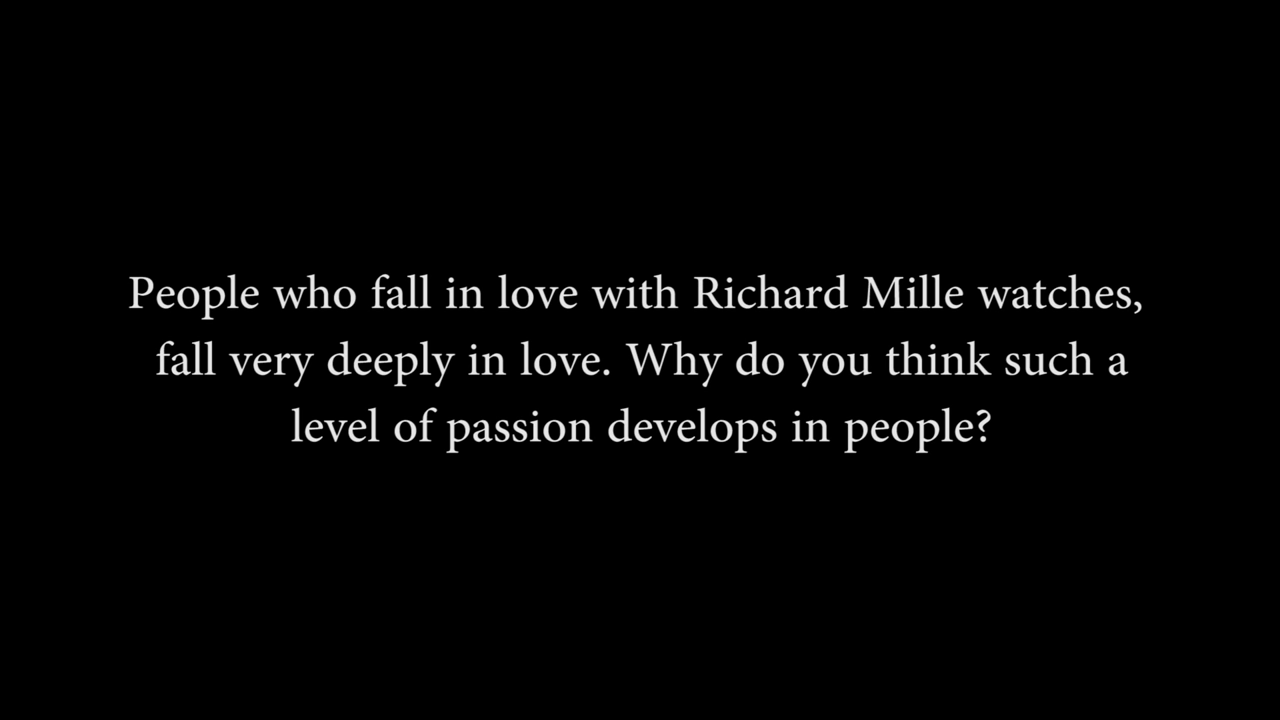 People who fall in love with Richard Mille watches,
fall very deeply in love. Why do you think such a
level of passion develops in people?